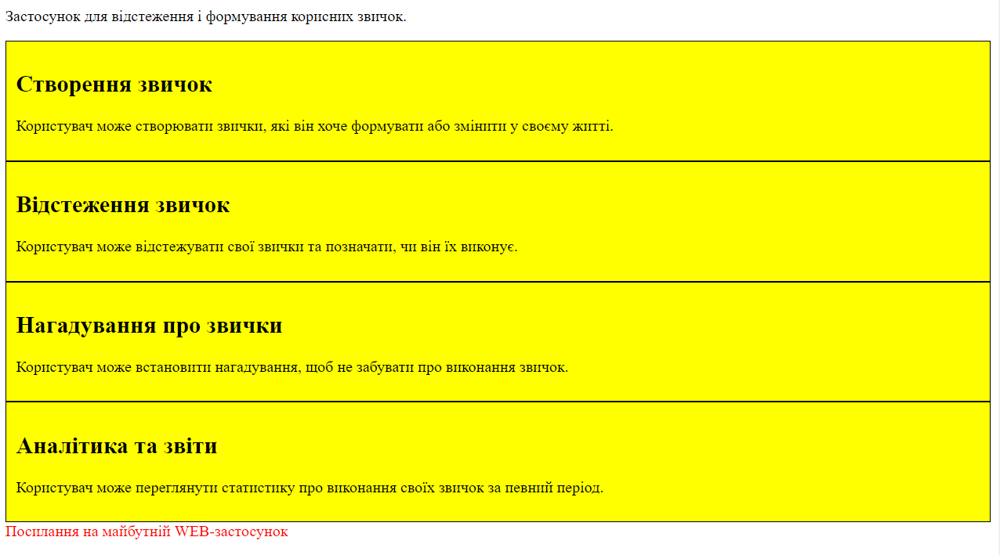 Застосунок для відстеження і формування корисних звичок.
Створення звичок
Користувач може створювати звички, які він хоче формувати або змінити у своєму житті.
Відстеження звичок
Користувач може відстежувати свої звички та позначати, чи він їх виконує.
Нагадування про звички
Користувач може встановити нагадування, щоб не забувати про виконання звичок.
Аналітика та звіти
Користувач може переглянути статистику про виконання своїх звичок за певний період.
Посилання на майбутній WEB-застосунок